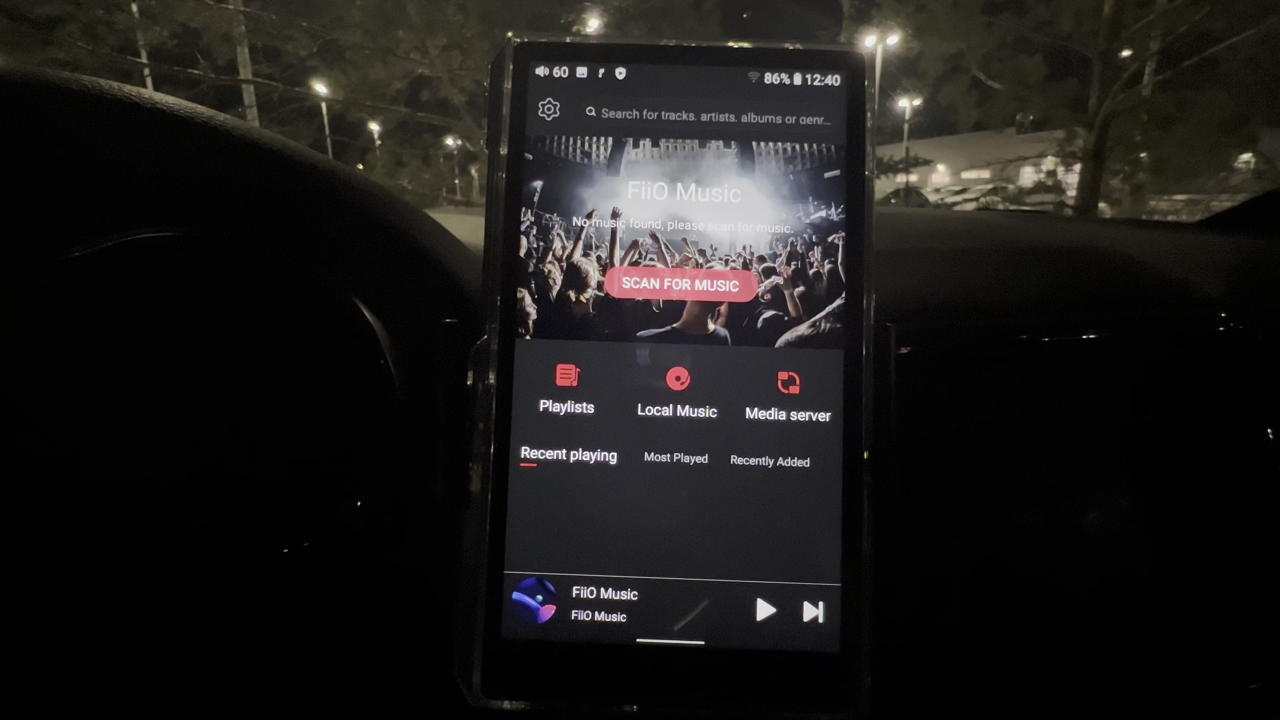 60 86% 12:40
Search for tracks, artists, albums or genr...
FiiO Music
No music found, please scan for music.
SCAN FOR MUSIC
Playlists Local Music Media server
Recent playing Most Played Recently Added
FiiO Music
FiiO Music